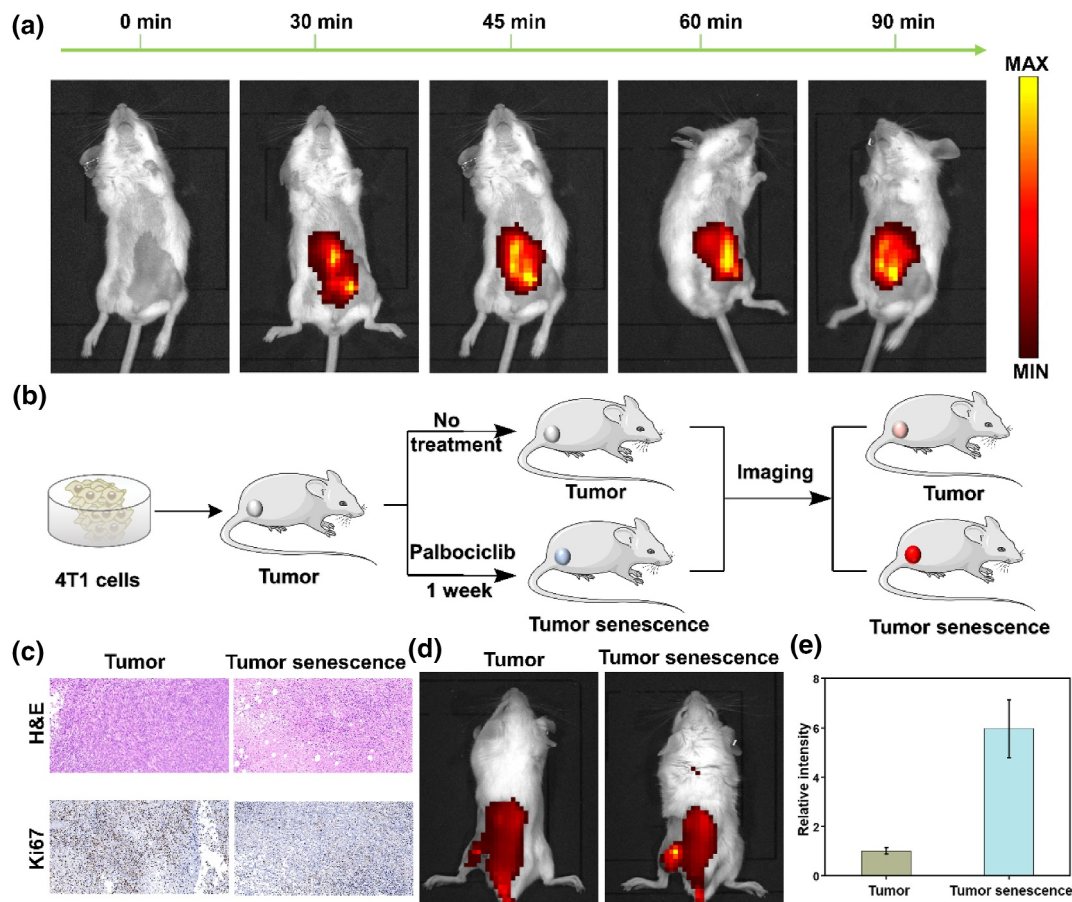 (a)
0 min 30 min 45 min 60 min 90 min
MAX
MIN
(b)
4T1 cells
Tumor
No
treatment
Palbociclib
1 week
Tumor
Tumor senescence
Imaging
Tumor
Tumor senescence
(c)
Tumor Tumor senescence
H&E
Ki67
(d)
Tumor Tumor senescence
(e)
Relative intensity
8
6
4
2
0
Tumor Tumor senescence